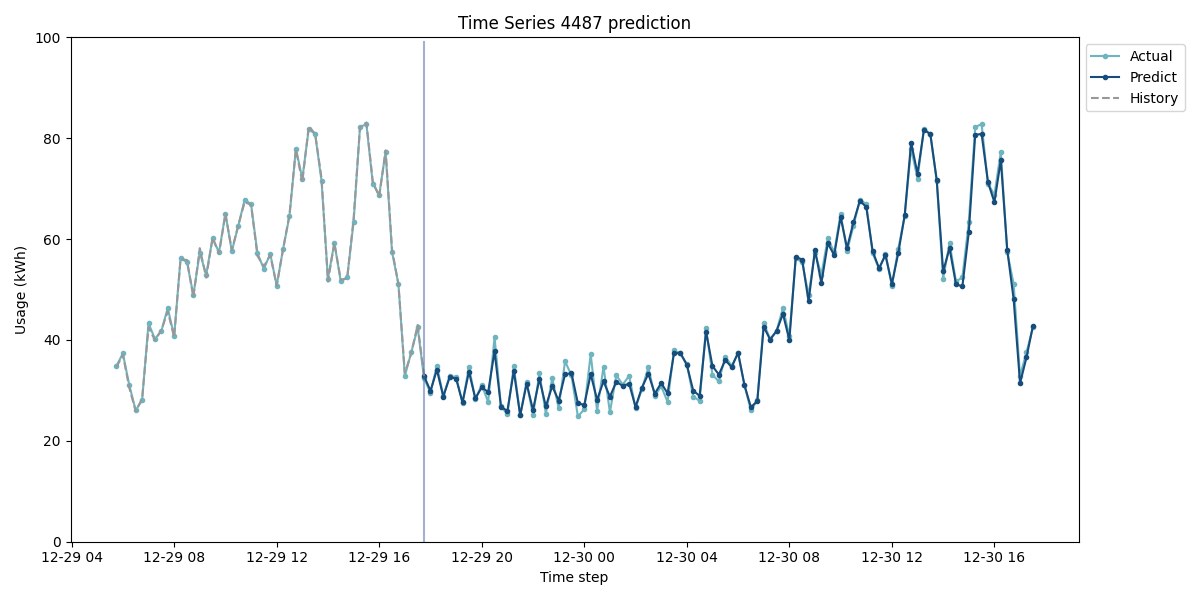 Time Series 4487 prediction
Usage (kWh)
100
80
60
40
20
0
12-29 04
12-29 08
12-29 12
12-29 16
12-29 20
12-30 00
12-30 04
12-30 08
12-30 12
12-30 16
Time step
Actual
Predict
History